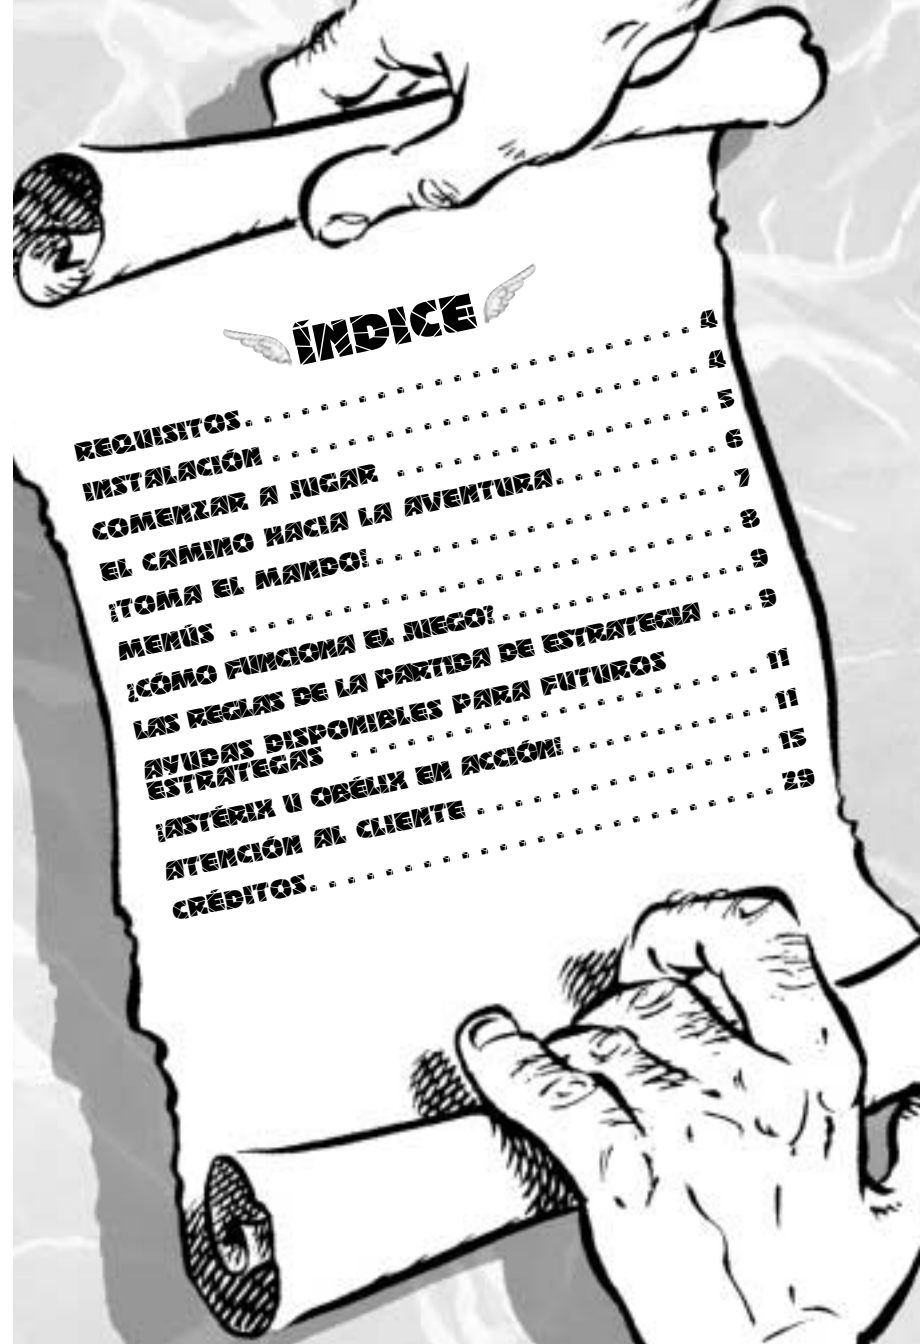 ÍNDICE
REQUISITOS . . . . . . . . . . . . . . . . . . . . . . . . 4
INSTALACIÓN . . . . . . . . . . . . . . . . . . . . . . . 4
COMENZAR A JUGAR . . . . . . . . . . . . . . . . . 5
EL CAMINO HACIA LA AVENTURA . . . . . . . . . 6
¡TOMA EL MANDO! . . . . . . . . . . . . . . . . . . . 7
MENÚS . . . . . . . . . . . . . . . . . . . . . . . . . . . 8
¿CÓMO FUNCIONA EL JUEGO? . . . . . . . . . . . . . 9
LAS REGLAS DE LA PARTIDA DE ESTRATEGIA . . . 9
AYUDAS DISPONIBLES PARA FUTUROS
ESTRATEGAS . . . . . . . . . . . . . . . . . . . . . . 11
¡ASTÉRIX U OBÉLIX EN ACCIÓN! . . . . . . . . . . . 11
ATENCIÓN AL CLIENTE . . . . . . . . . . . . . . . . 15
CRÉDITOS . . . . . . . . . . . . . . . . . . . . . . . . . 29